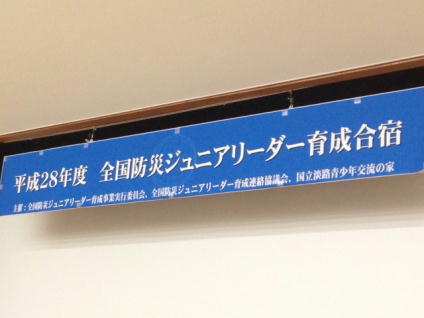 平成28年度 全国防災ジュニアリーダー育成合宿
主催：全国防災ジュニアリーダー育成事業実行委員会、全国防災ジュニアリーダー育成連絡協議会、国立淡路青少年交流の家